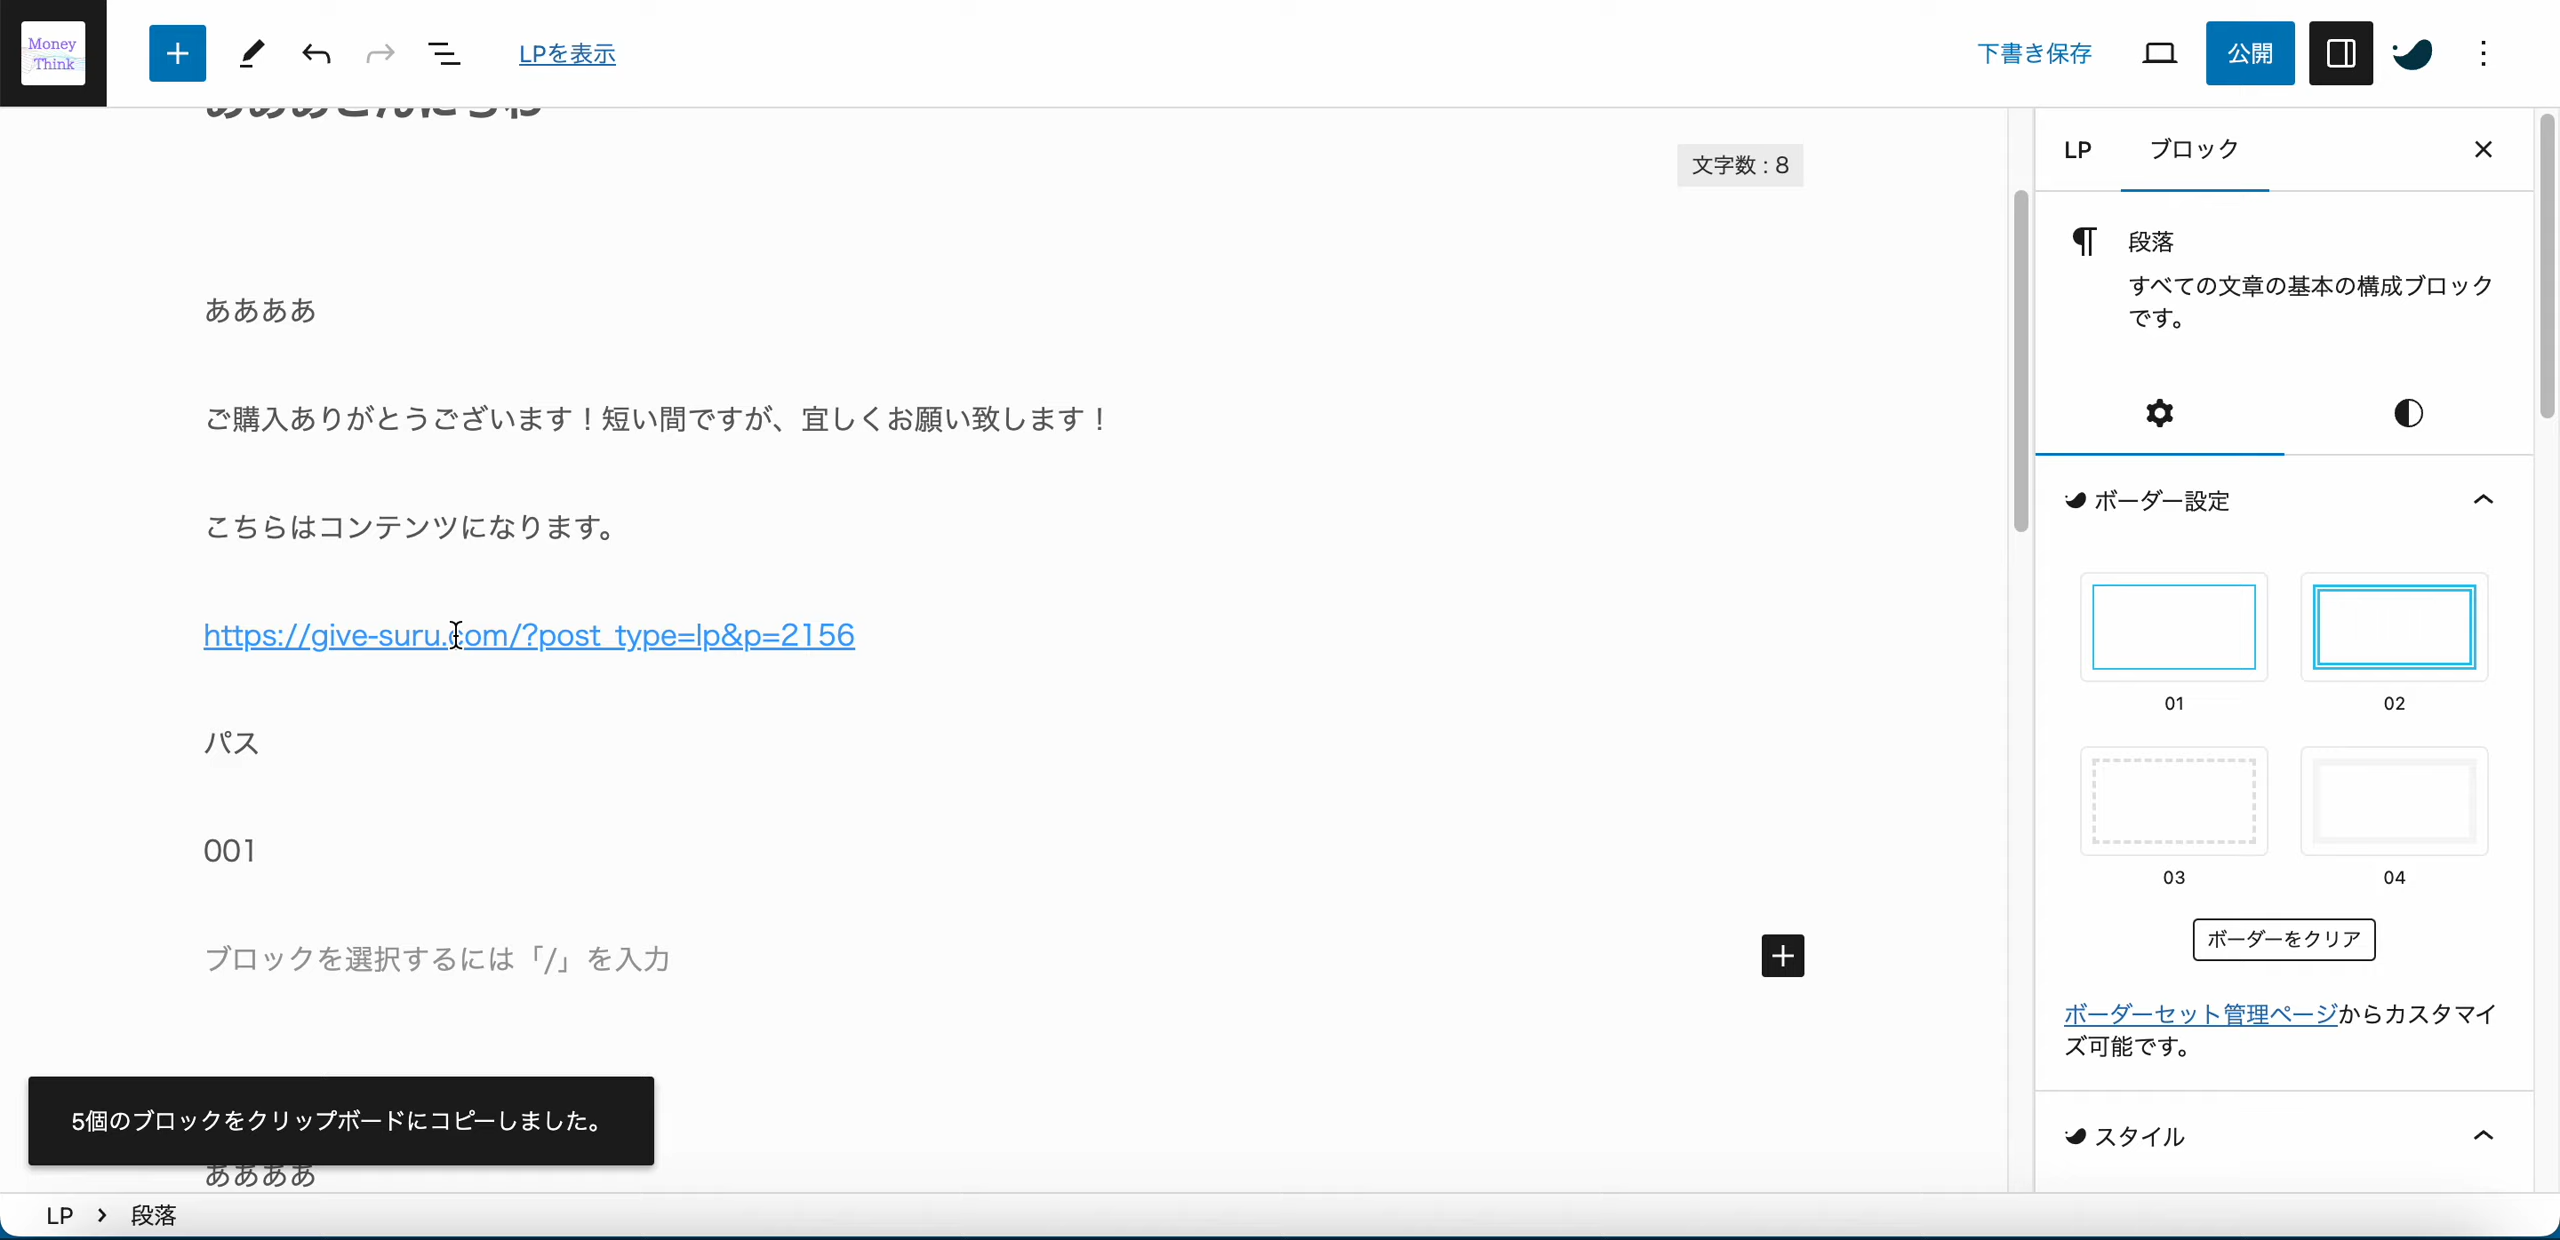 Money
Think
LPを表示
下書き保存
公開
文字数 : 8
ああああ
ご購入ありがとうございます！短い間ですが、宜しくお願い致します！
こちらはコンテンツになります。
https://give-suru.com/?post_type=lp&p=2156
パス
001
ブロックを選択するには「/」を入力
5個のブロックをクリップボードにコピーしました。
ああああ
LP › 段落
LP ブロック
段落
すべての文章の基本の構成ブロック
です。
ボーダー設定
01 02
03 04
ボーダーをクリア
ボーダーセット管理ページからカスタマイ
ズ可能です。
スタイル